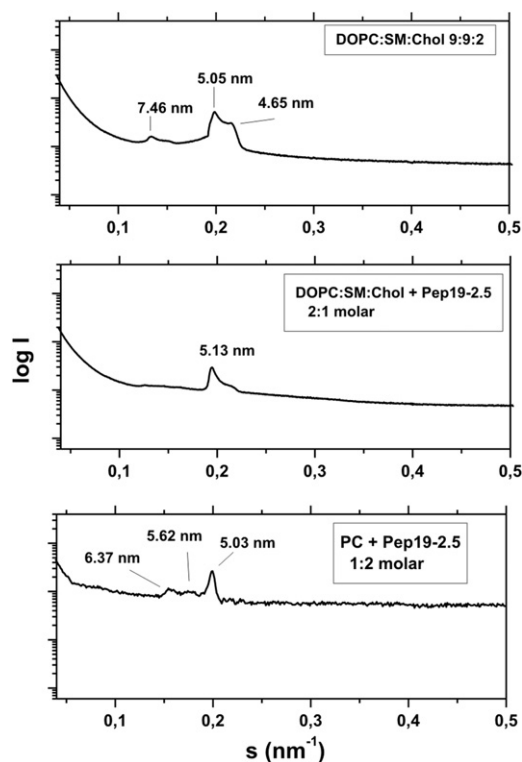 DOPC:SM:Chol 9:9:2
5.05 nm
7.46 nm
4.65 nm
0,1 0,2 0,3 0,4 0,5
DOPC:SM:Chol + Pep19-2.5
2:1 molar
5.13 nm
log I
0,1 0,2 0,3 0,4 0,5
PC + Pep19-2.5
1:2 molar
5.62 nm
5.03 nm
6.37 nm
0,1 0,2 0,3 0,4 0,5
s (nm⁻¹)